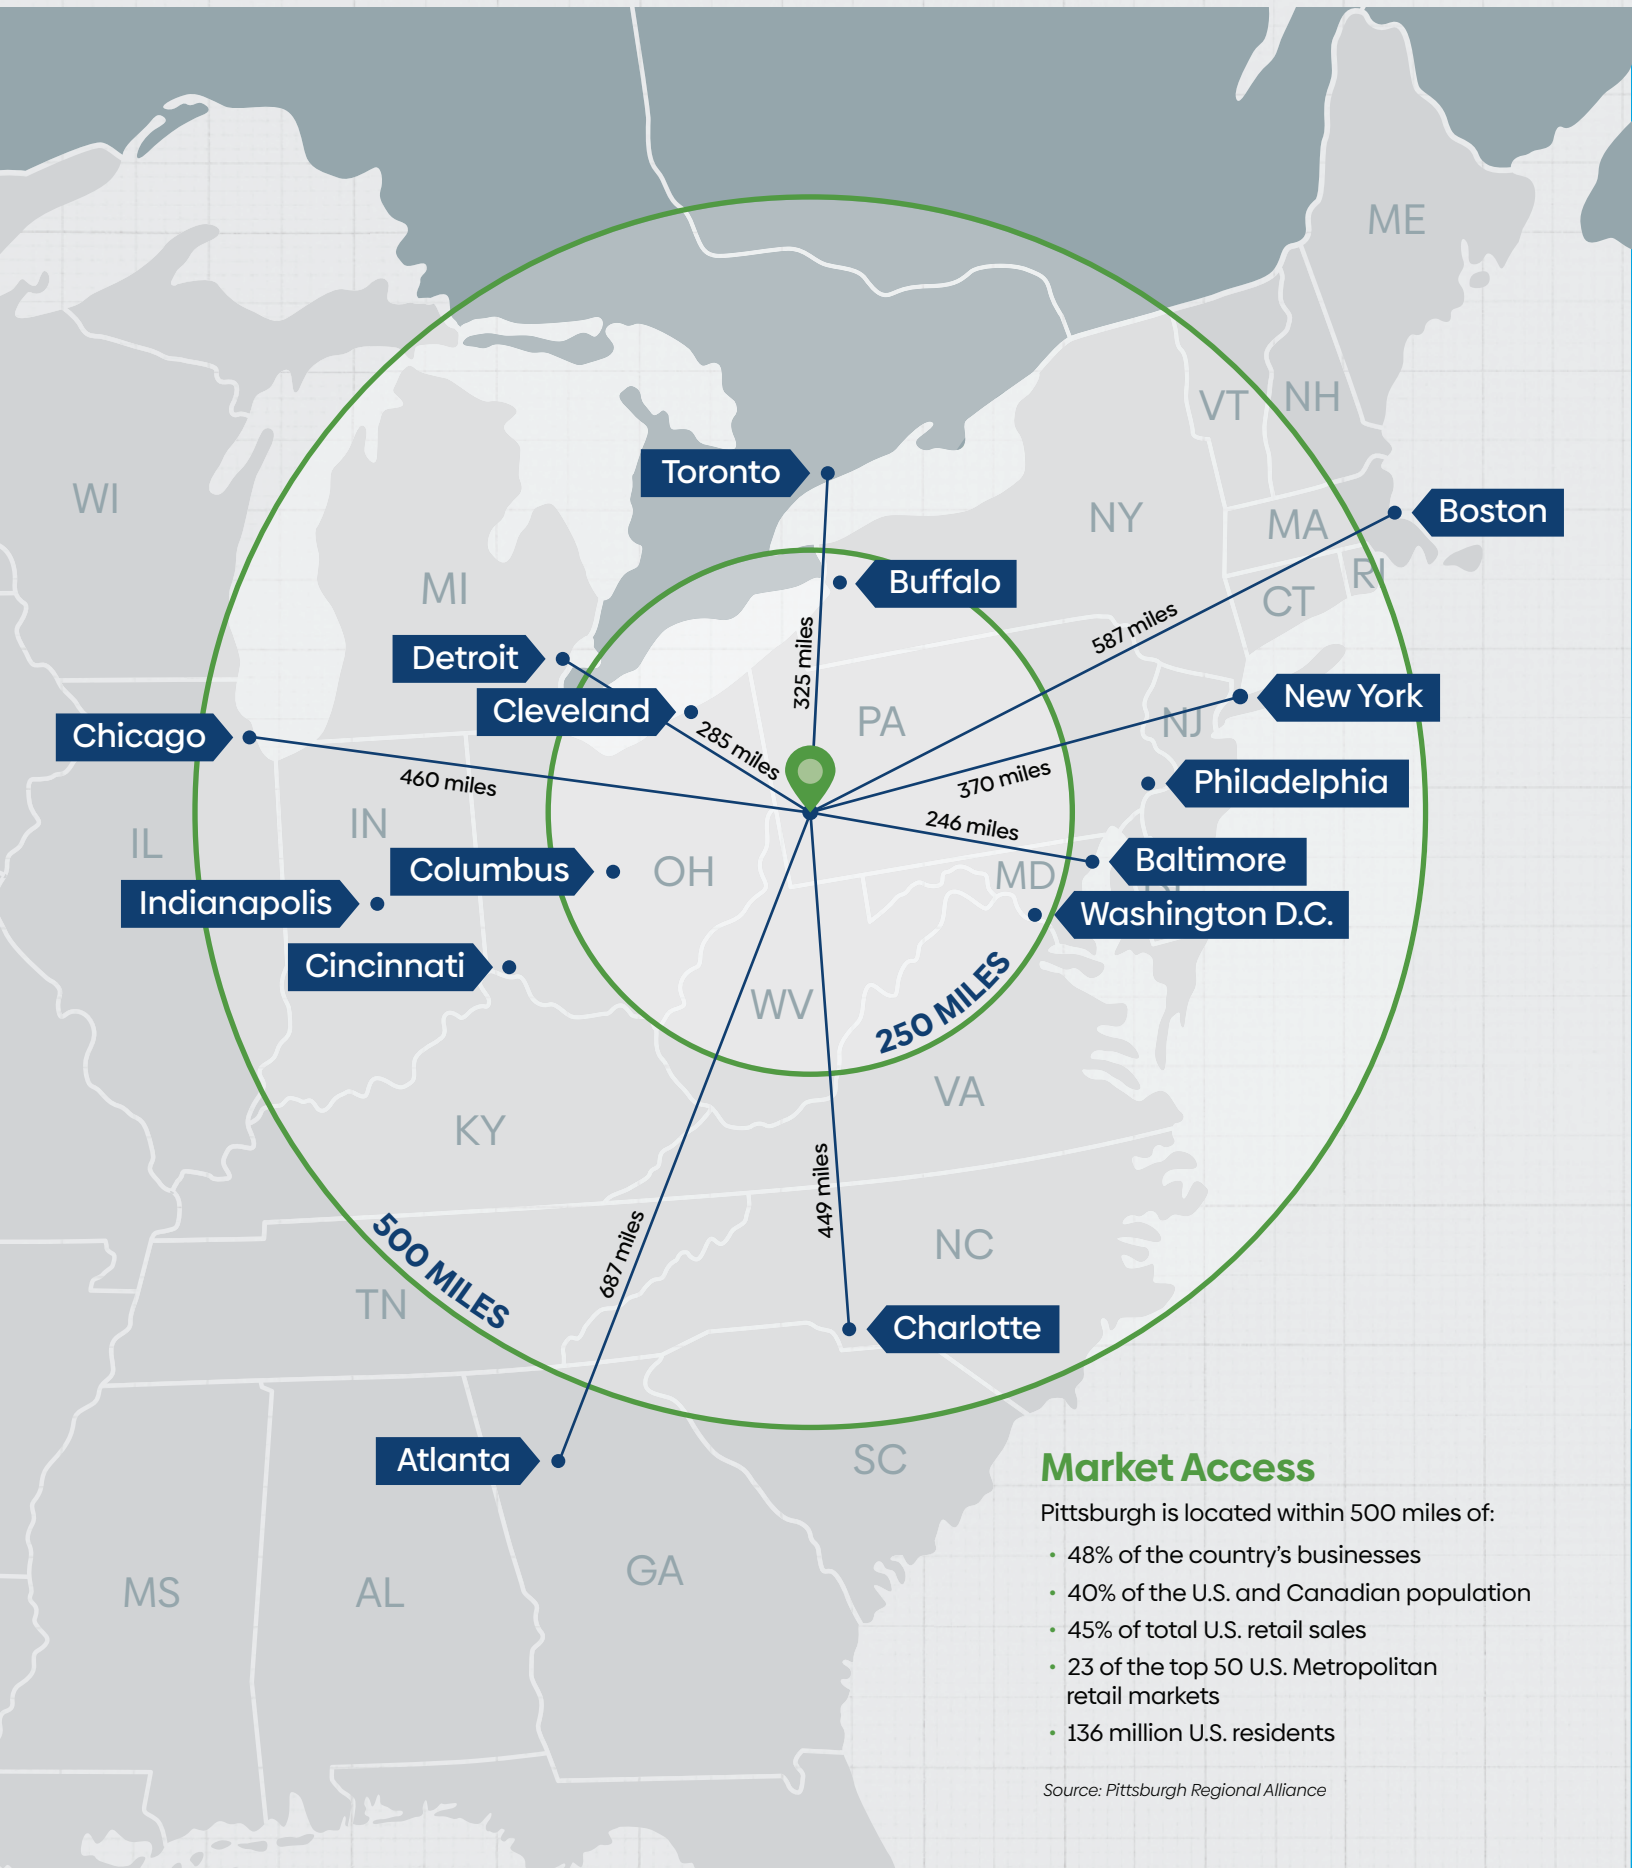 ME
VT
NH
WI
Toronto
NY
MA
Boston
Buffalo
MI
RI
CT
587 miles
325 miles
Detroit
Cleveland
285 miles
New York
PA
NJ
Chicago
460 miles
370 miles
Philadelphia
246 miles
IN
IL
Baltimore
Columbus
OH
MD
Indianapolis
Washington D.C.
Cincinnati
WV
250 MILES
VA
KY
449 miles
687 miles
500 MILES
NC
TN
Charlotte
Atlanta
SC
GA
MS
AL
Market Access
Pittsburgh is located within 500 miles of:
• 48% of the country's businesses
• 40% of the U.S. and Canadian population
• 45% of total U.S. retail sales
• 23 of the top 50 U.S. Metropolitan
retail markets
• 136 million U.S. residents
Source: Pittsburgh Regional Alliance